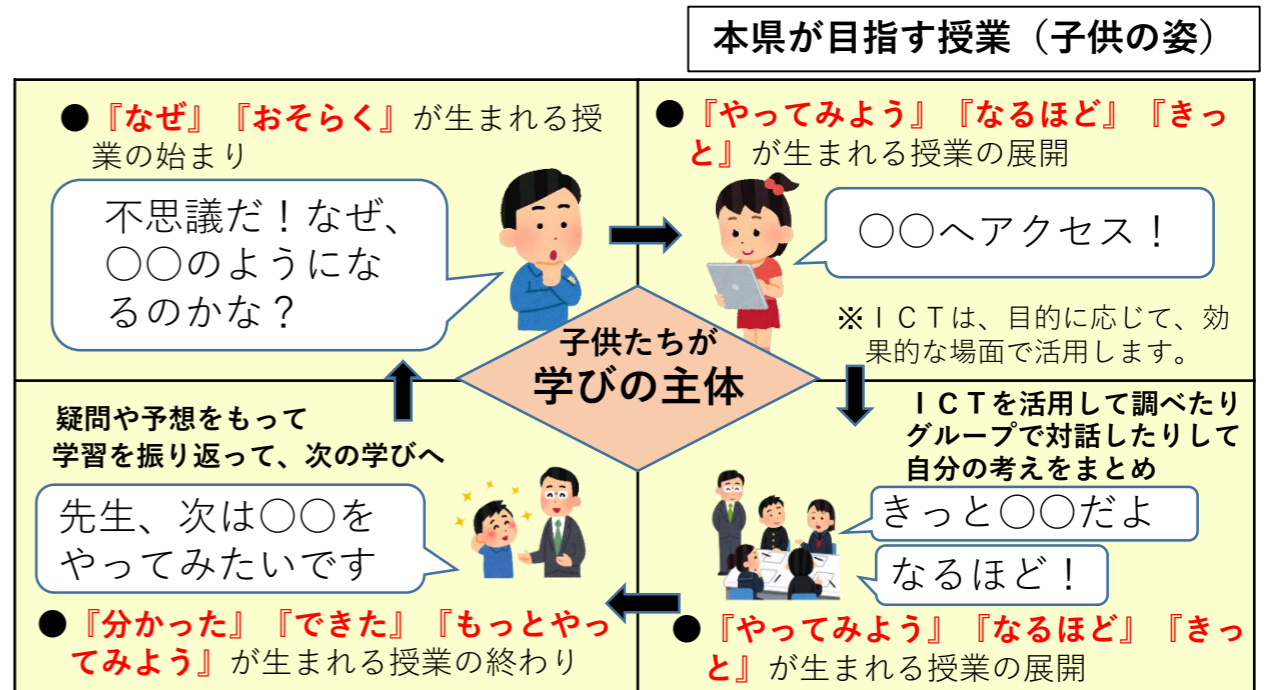 本県が目指す授業（子供の姿）
●『なぜ』『おそらく』が生まれる授
業の始まり
不思議だ！なぜ、
○○のようにな
るのかな？
●『やってみよう』『なるほど』『きっ
と』が生まれる授業の展開
○○へアクセス！
※ＩＣＴは、目的に応じて、効
果的な場面で活用します。
子供たちが
学びの主体
ＩＣＴを活用して調べたり
グループで対話したりして
自分の考えをまとめ
きっと○○だよ
なるほど！
●『やってみよう』『なるほど』『きっ
と』が生まれる授業の展開
疑問や予想をもって
学習を振り返って、次の学びへ
先生、次は○○を
やってみたいです
●『分かった』『できた』『もっとやっ
てみよう』が生まれる授業の終わり